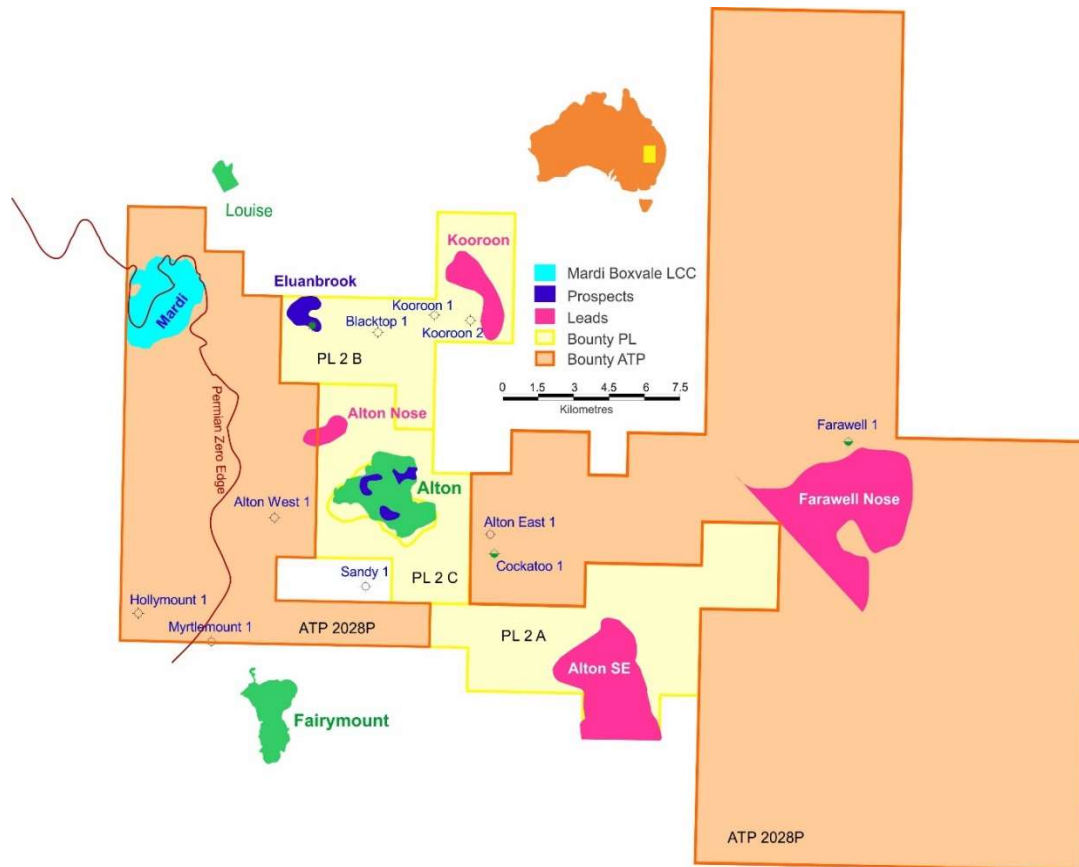 Louise
Kooroon
Mardi Boxvale LCC
Prospects
Leads
Bounty PL
Bounty ATP
0 1.5 3 4.5 6 7.5
Kilometres
Eluanbrook
Mardi
Kooroon 1
Blacktop 1
Kooroon 2
PL 2 B
Permian Zero Edge
Alton Nose
Farawell 1
Alton
Farawell Nose
Alton West 1
Alton East 1
Cockatoo 1
Sandy 1
PL 2 C
Hollymount 1
Myrtlemount 1
ATP 2028P
PL 2 A
Alton SE
Fairymount
ATP 2028P